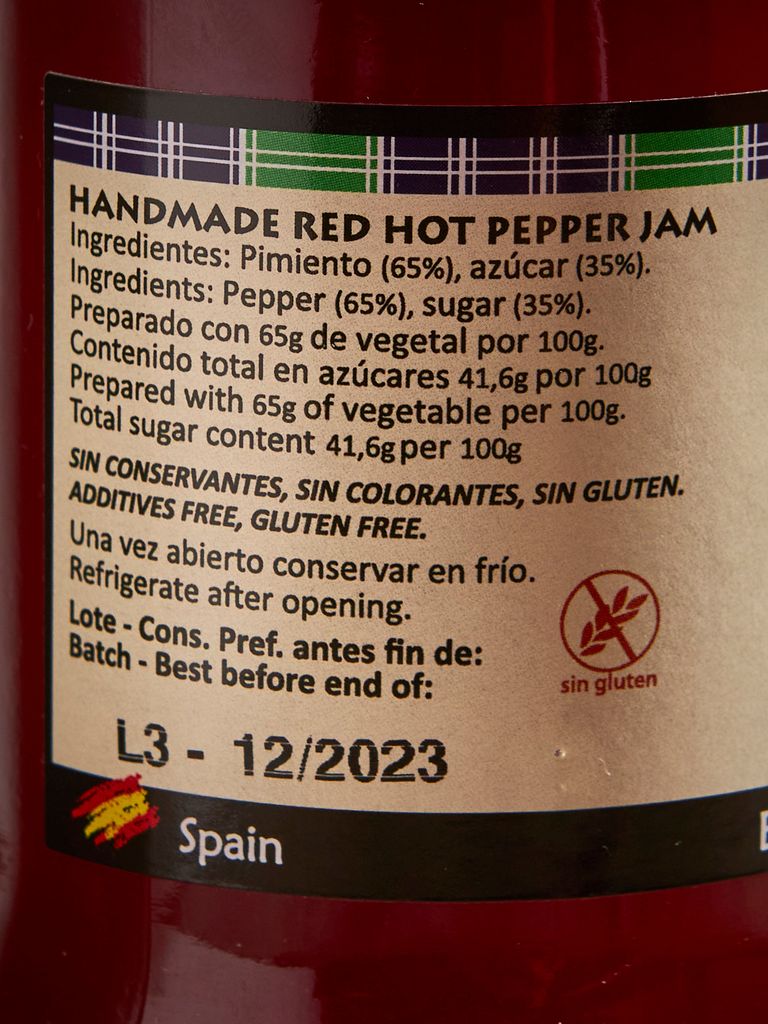 HANDMADE RED HOT PEPPER JAM
Ingredientes: Pimiento (65%), azúcar (35%).
Ingredients: Pepper (65%), sugar (35%).
Preparado con 65g de vegetal por 100g.
Contenido total en azúcares 41,6g por 100g
Prepared with 65g of vegetable per 100g.
Total sugar content 41,6g per 100g
SIN CONSERVANTES, SIN COLORANTES, SIN GLUTEN.
ADDITIVES FREE, GLUTEN FREE.
Una vez abierto conservar en frío.
Refrigerate after opening.
Lote - Cons. Pref. antes fin de:
Batch - Best before end of:
sin gluten
L3 - 12/2023
Spain